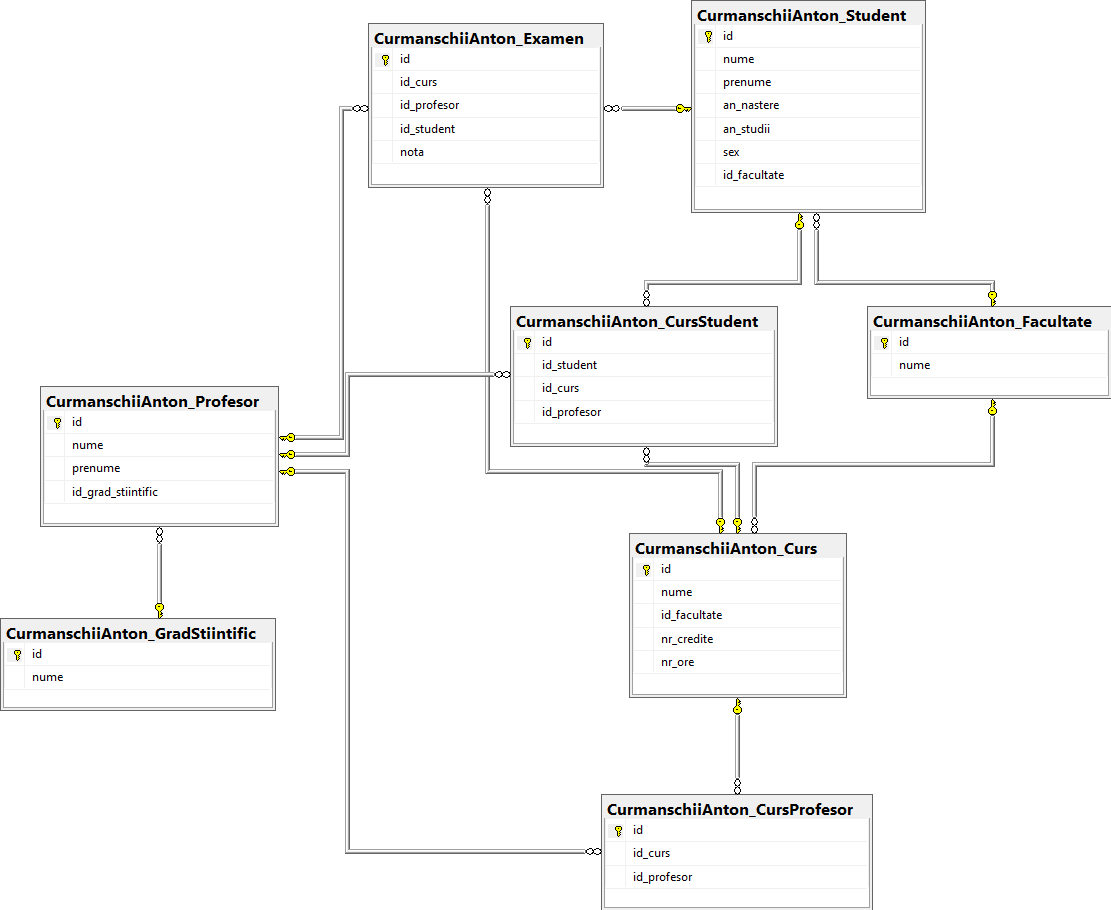 CurmanschiiAnton_Examen
id
id_curs
id_profesor
id_student
nota
CurmanschiiAnton_Student
id
nume
prenume
an_nastere
an_studii
sex
id_facultate
CurmanschiiAnton_CursStudent
id
id_student
id_curs
id_profesor
CurmanschiiAnton_Facultate
id
nume
CurmanschiiAnton_Profesor
id
nume
prenume
id_grad_stiintific
CurmanschiiAnton_Curs
id
nume
id_facultate
nr_credite
nr_ore
CurmanschiiAnton_GradStiintific
id
nume
CurmanschiiAnton_CursProfesor
id
id_curs
id_profesor